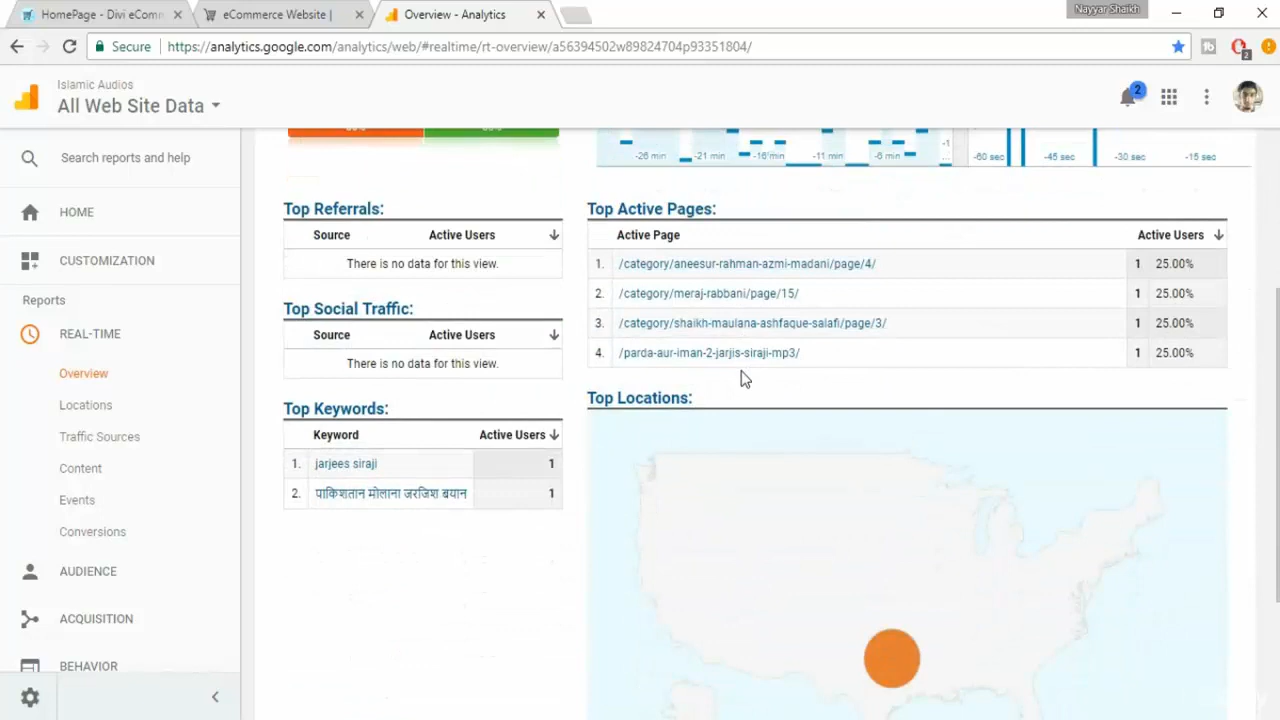 HomePage - Divi eComm
eCommerce Website |
Overview - Analytics
Nayyar Shaikh
Secure https://analytics.google.com/analytics/web/#realtime/rt-overview/a56394502w89824704p93351804/
2
Islamic Audios
All Web Site Data
2
Search reports and help
HOME
CUSTOMIZATION
Reports
REAL-TIME
Overview
Locations
Traffic Sources
Content
Events
Conversions
AUDIENCE
ACQUISITION
BEHAVIOR
-26 min -21 min -16 min -11 min -6 min -1
-60 sec -45 sec -30 sec -15 sec
Top Referrals:
Source Active Users
There is no data for this view.
Top Social Traffic:
Source Active Users
There is no data for this view.
Top Keywords:
Keyword Active Users
1. jarjees siraji 1
2. पाकिशतान मोलाना जरजिश बयान 1
Top Active Pages:
Active Page Active Users
1. /category/aneesur-rahman-azmi-madani/page/4/ 1 25.00%
2. /category/meraj-rabbani/page/15/ 1 25.00%
3. /category/shaikh-maulana-ashfaque-salafi/page/3/ 1 25.00%
4. /parda-aur-iman-2-jarjis-siraji-mp3/ 1 25.00%
Top Locations: